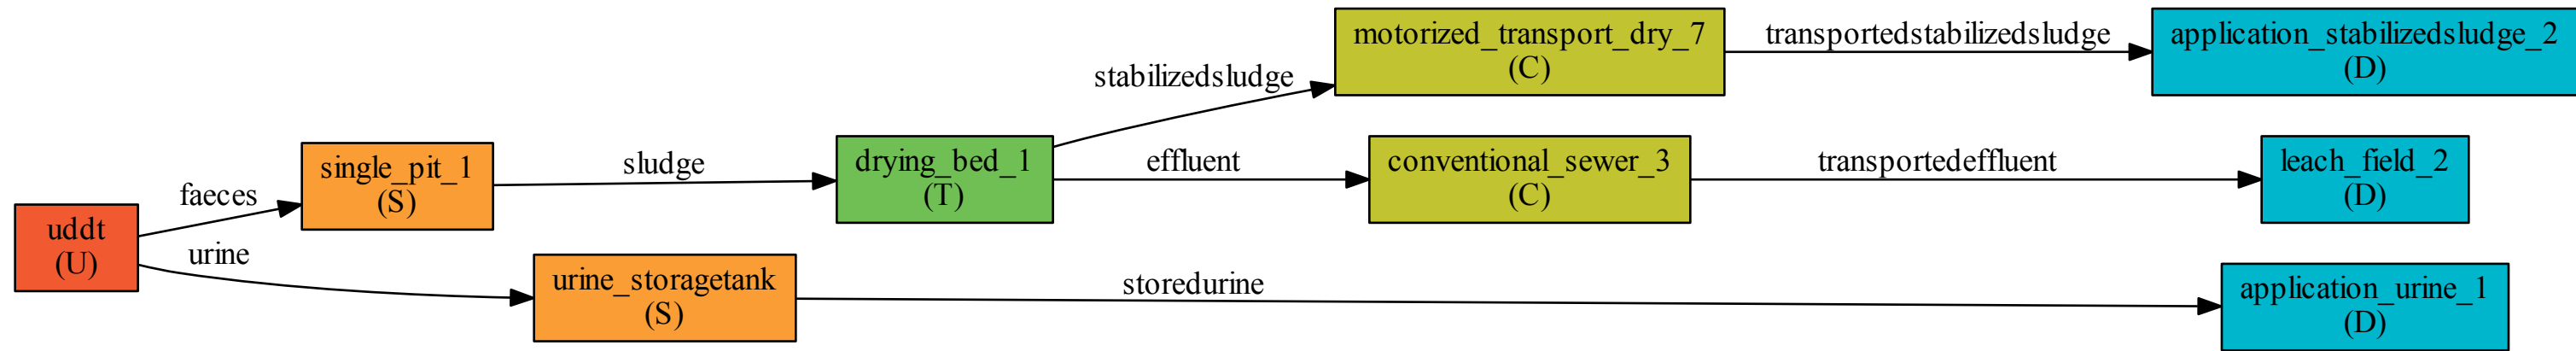 uddt
(U)
faeces
urine
single_pit_1
(S)
urine_storagetank
(S)
sludge
storedurine
drying_bed_1
(T)
stabilizedsludge
effluent
motorized_transport_dry_7
(C)
conventional_sewer_3
(C)
transportedstabilizedsludge
transportedeffluent
application_stabilizedsludge_2
(D)
leach_field_2
(D)
application_urine_1
(D)